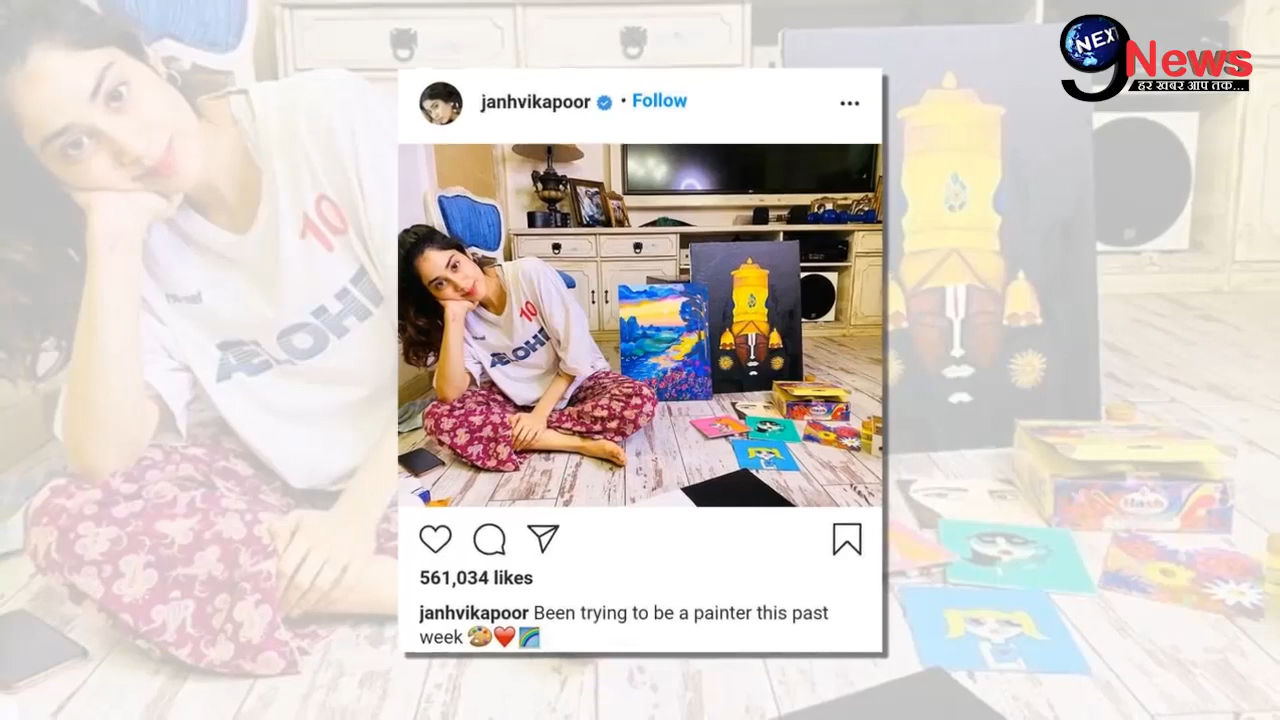 NEXT
9 News
हर खबर आप तक...
janhvikapoor • Follow
10
ÆLOHA
561,034 likes
janhvikapoor Been trying to be a painter this past
week 🎨❤️🌈